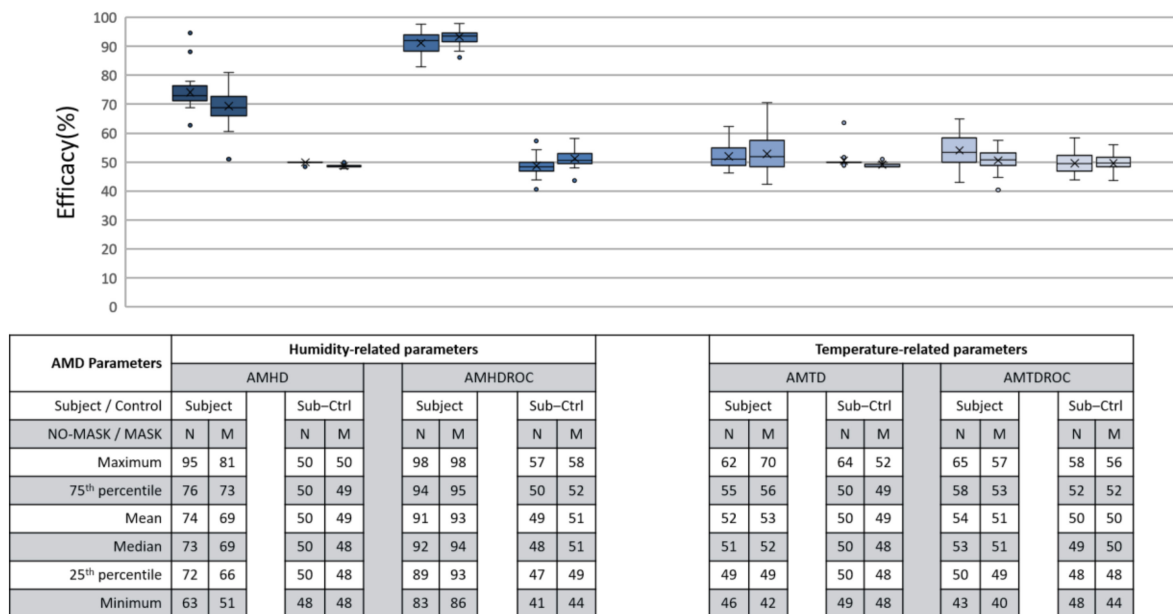 100
90
80
70
60
50
40
30
20
10
0
Efficacy(%)
AMD Parameters Humidity-related parameters Temperature-related parameters
AMHD AMHDROC AMTD AMTDROC
Subject / Control Subject Sub–Ctrl Subject Sub–Ctrl Subject Sub–Ctrl Subject Sub–Ctrl
NO-MASK / MASK N M N M N M N M N M N M N M N M
Maximum 95 81 50 50 98 98 57 58 62 70 64 52 65 57 58 56
75th percentile 76 73 50 49 94 95 50 52 55 56 50 49 58 53 52 52
Mean 74 69 50 49 91 93 49 51 52 53 50 49 54 51 50 50
Median 73 69 50 48 92 94 48 51 51 52 50 48 53 51 49 50
25th percentile 72 66 50 48 89 93 47 49 49 49 50 48 50 49 48 48
Minimum 63 51 48 48 83 86 41 44 46 42 49 48 43 40 48 44